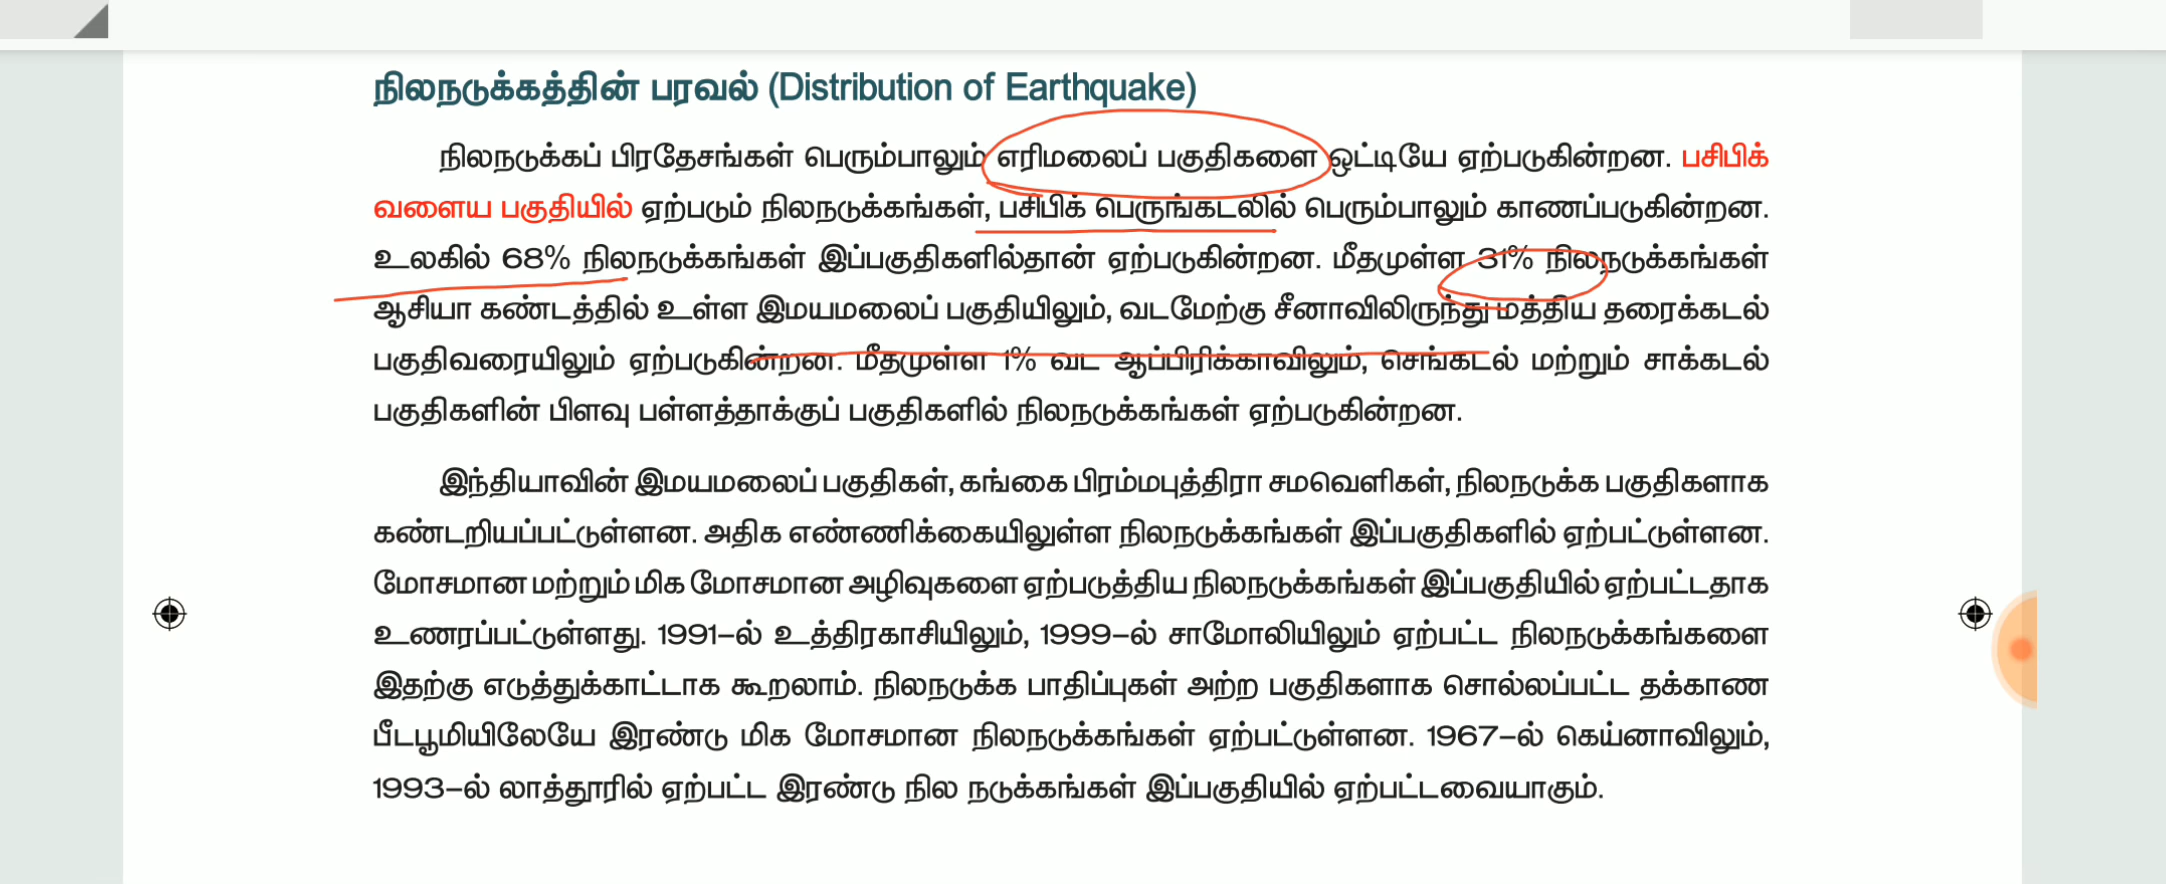 நிலநடுக்கத்தின் பரவல் (Distribution of Earthquake)
நிலநடுக்கப் பிரதேசங்கள் பெரும்பாலும் எரிமலைப் பகுதிகளை ஒட்டியே ஏற்படுகின்றன. பசிபிக்
வளைய பகுதியில் ஏற்படும் நிலநடுக்கங்கள், பசிபிக் பெருங்கடலில் பெரும்பாலும் காணப்படுகின்றன.
உலகில் 68% நிலநடுக்கங்கள் இப்பகுதிகளில்தான் ஏற்படுகின்றன. மீதமுள்ள 31% நிலநடுக்கங்கள்
ஆசியா கண்டத்தில் உள்ள இமயமலைப் பகுதியிலும், வடமேற்கு சீனாவிலிருந்து மத்திய தரைக்கடல்
பகுதிவரையிலும் ஏற்படுகின்றன. மீதமுள்ள 1% வட ஆப்பிரிக்காவிலும், செங்கடல் மற்றும் சாக்கடல்
பகுதிகளின் பிளவு பள்ளத்தாக்குப் பகுதிகளில் நிலநடுக்கங்கள் ஏற்படுகின்றன.
இந்தியாவின் இமயமலைப் பகுதிகள், கங்கை பிரம்மபுத்திரா சமவெளிகள், நிலநடுக்க பகுதிகளாக
கண்டறியப்பட்டுள்ளன. அதிக எண்ணிக்கையிலுள்ள நிலநடுக்கங்கள் இப்பகுதிகளில் ஏற்பட்டுள்ளன.
மோசமான மற்றும் மிக மோசமான அழிவுகளை ஏற்படுத்திய நிலநடுக்கங்கள் இப்பகுதியில் ஏற்பட்டதாக
உணரப்பட்டுள்ளது. 1991–ல் உத்திரகாசியிலும், 1999–ல் சாமோலியிலும் ஏற்பட்ட நிலநடுக்கங்களை
இதற்கு எடுத்துக்காட்டாக கூறலாம். நிலநடுக்க பாதிப்புகள் அற்ற பகுதிகளாக சொல்லப்பட்ட தக்காண
பீடபூமியிலேயே இரண்டு மிக மோசமான நிலநடுக்கங்கள் ஏற்பட்டுள்ளன. 1967–ல் கெய்னாவிலும்,
1993–ல் லாத்தூரில் ஏற்பட்ட இரண்டு நில நடுக்கங்கள் இப்பகுதியில் ஏற்பட்டவையாகும்.